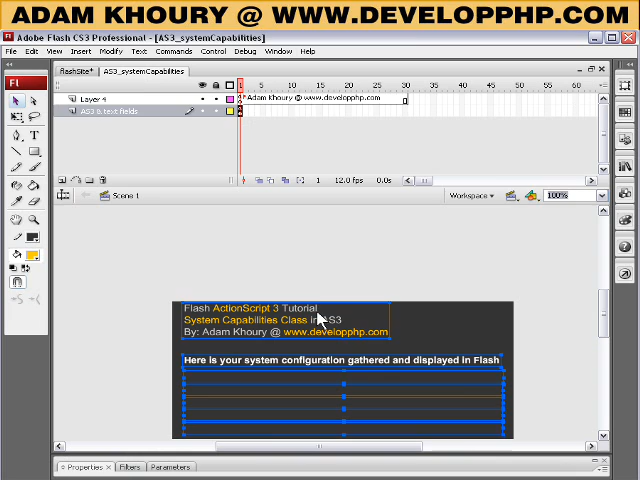 ADAM KHOURY @ WWW.DEVELOPPHP.COM
Adobe Flash CS3 Professional - [AS3_systemCapabilities]
File Edit View Insert Modify Text Commands Control Debug Window Help
flashSite* AS3_systemCapabilities
Fl
5 10 15 20 25 30 35 40 45 50 55 60
Layer 4
Adam khoury @ www.developphp.com
AS3 & text fields
1 12.0 fps 0.0s
Scene 1
Workspace
100%
Flash ActionScript 3 Tutorial
System Capabilities Class in AS3
By: Adam Khoury @ www.developphp.com
Here is your system configuration gathered and displayed in Flash
Properties × Filters Parameters